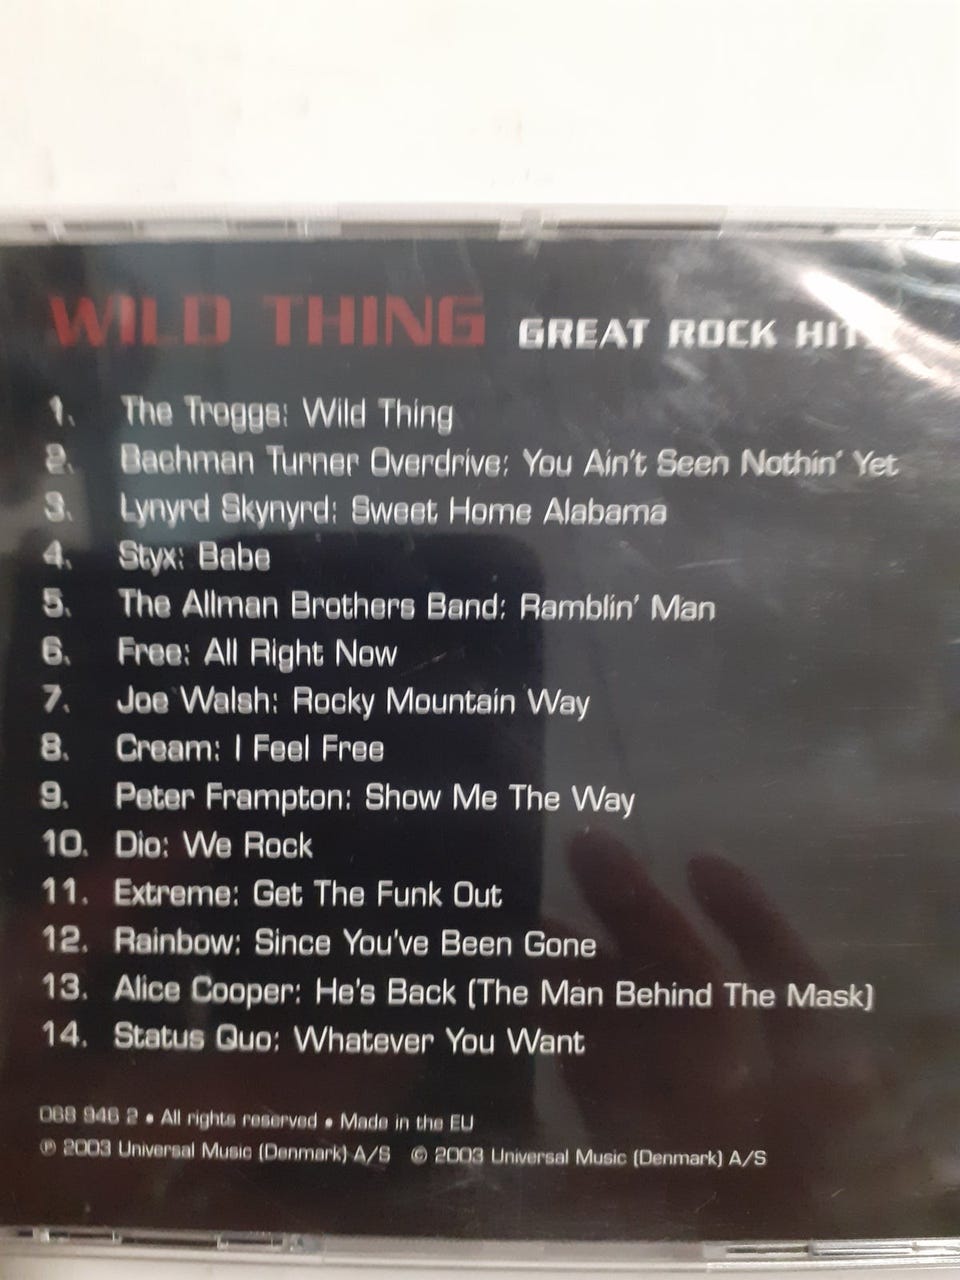 WILD THING GREAT ROCK HITS
1. The Troggs: Wild Thing
2. Bachman Turner Overdrive: You Ain't Seen Nothin' Yet
3. Lynyrd Skynyrd: Sweet Home Alabama
4. Styx: Babe
5. The Allman Brothers Band: Ramblin' Man
6. Free: All Right Now
7. Joe Walsh: Rocky Mountain Way
8. Cream: I Feel Free
9. Peter Frampton: Show Me The Way
10. Dio: We Rock
11. Extreme: Get The Funk Out
12. Rainbow: Since You've Been Gone
13. Alice Cooper: He's Back (The Man Behind The Mask)
14. Status Quo: Whatever You Want
068 946 2 • All rights reserved • Made in the EU
℗ 2003 Universal Music (Denmark) A/S © 2003 Universal Music (Denmark) A/S